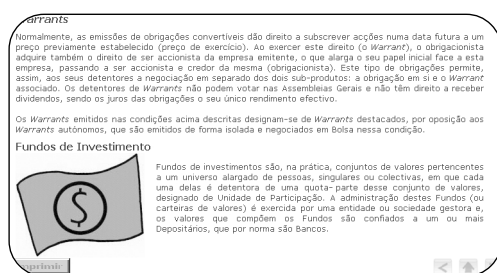 Warrants
Normalmente, as emissões de obrigações convertíveis dão direito a subscrever acções numa data futura a um
preço previamente estabelecido (preço de exercício). Ao exercer este direito (o Warrant), o obrigacionista
adquire também o direito de ser accionista da empresa emitente, o que alarga o seu papel inicial face a esta
empresa, passando a ser accionista e credor da mesma (obrigacionista). Este tipo de obrigações permite,
assim, aos seus detentores a negociação em separado dos dois sub-produtos: a obrigação em si e o Warrant
associado. Os detentores de Warrants não podem votar nas Assembleias Gerais e não têm direito a receber
dividendos, sendo os juros das obrigações o seu único rendimento efectivo.
Os Warrants emitidos nas condições acima descritas designam-se de Warrants destacados, por oposição aos
Warrants autónomos, que são emitidos de forma isolada e negociados em Bolsa nessa condição.
Fundos de Investimento
Fundos de investimentos são, na prática, conjuntos de valores pertencentes
a um universo alargado de pessoas, singulares ou colectivas, em que cada
uma delas é detentora de uma quota-parte desse conjunto de valores,
designado de Unidade de Participação. A administração destes Fundos (ou
carteiras de valores) é exercida por uma entidade ou sociedade gestora e,
os valores que compõem os Fundos são confiados a um ou mais
Depositários, que por norma são Bancos.
$
Imprimir